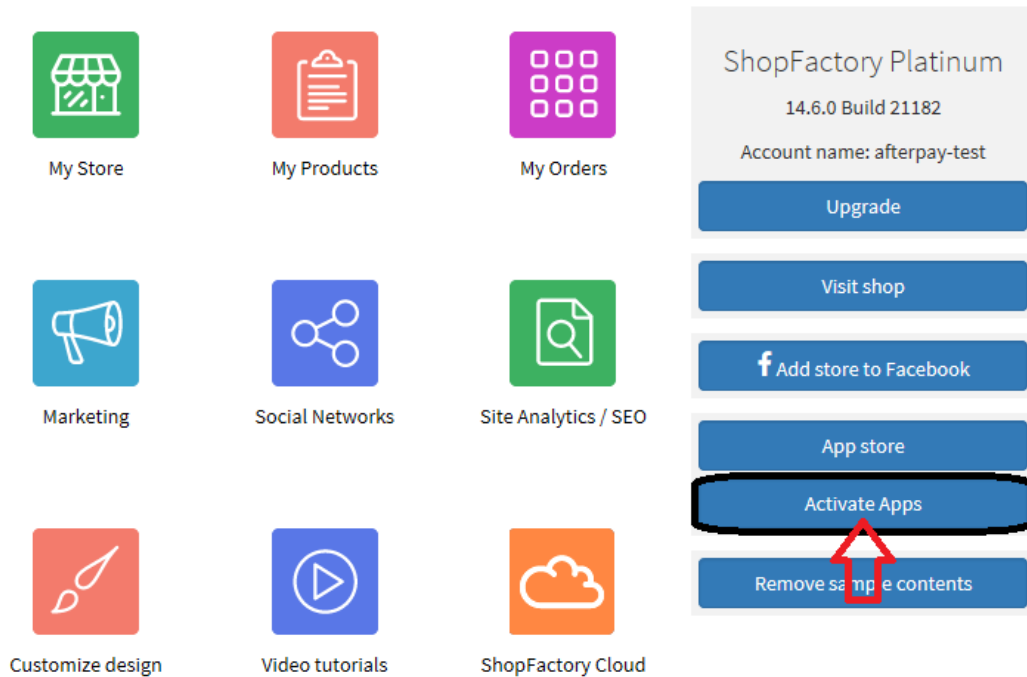 My Store
My Products
My Orders
Marketing
Social Networks
Site Analytics / SEO
Customize design
Video tutorials
ShopFactory Cloud
ShopFactory Platinum
14.6.0 Build 21182
Account name: afterpay-test
Upgrade
Visit shop
Add store to Facebook
App store
Activate Apps
Remove sample contents